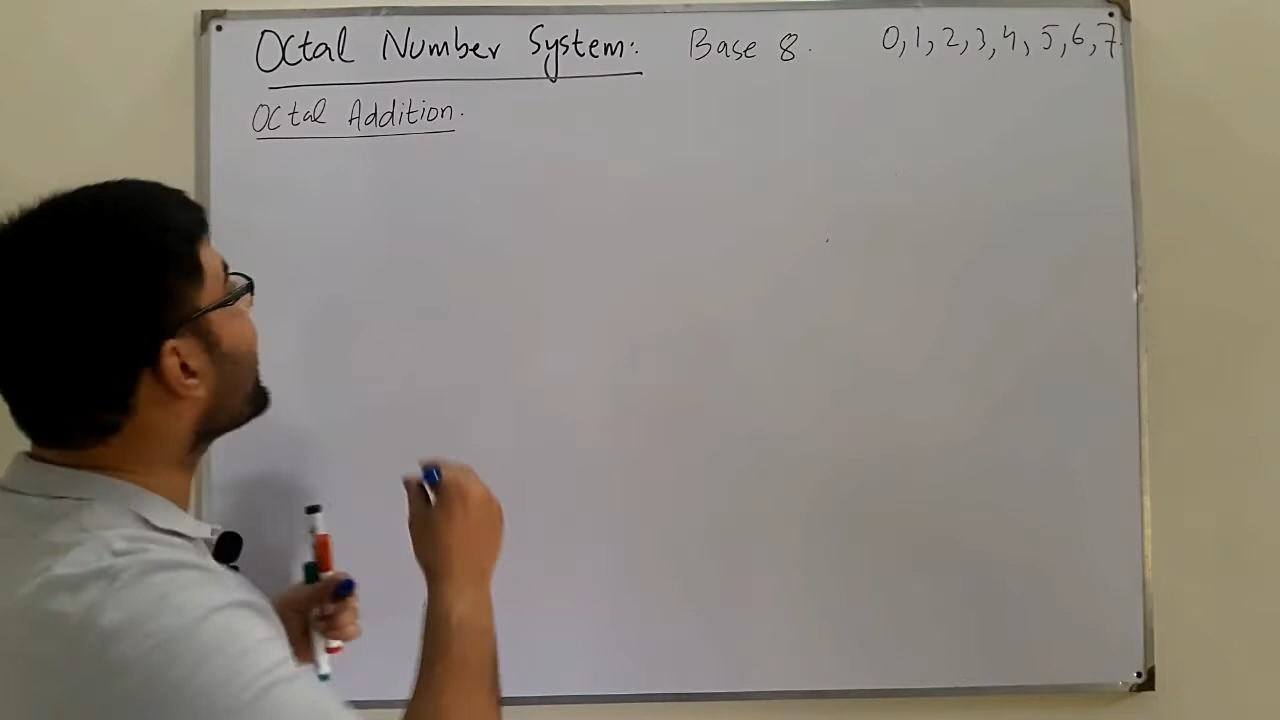 Octal Number System:. Base 8. 0, 1, 2, 3, 4, 5, 6, 7.
Octal Addition.